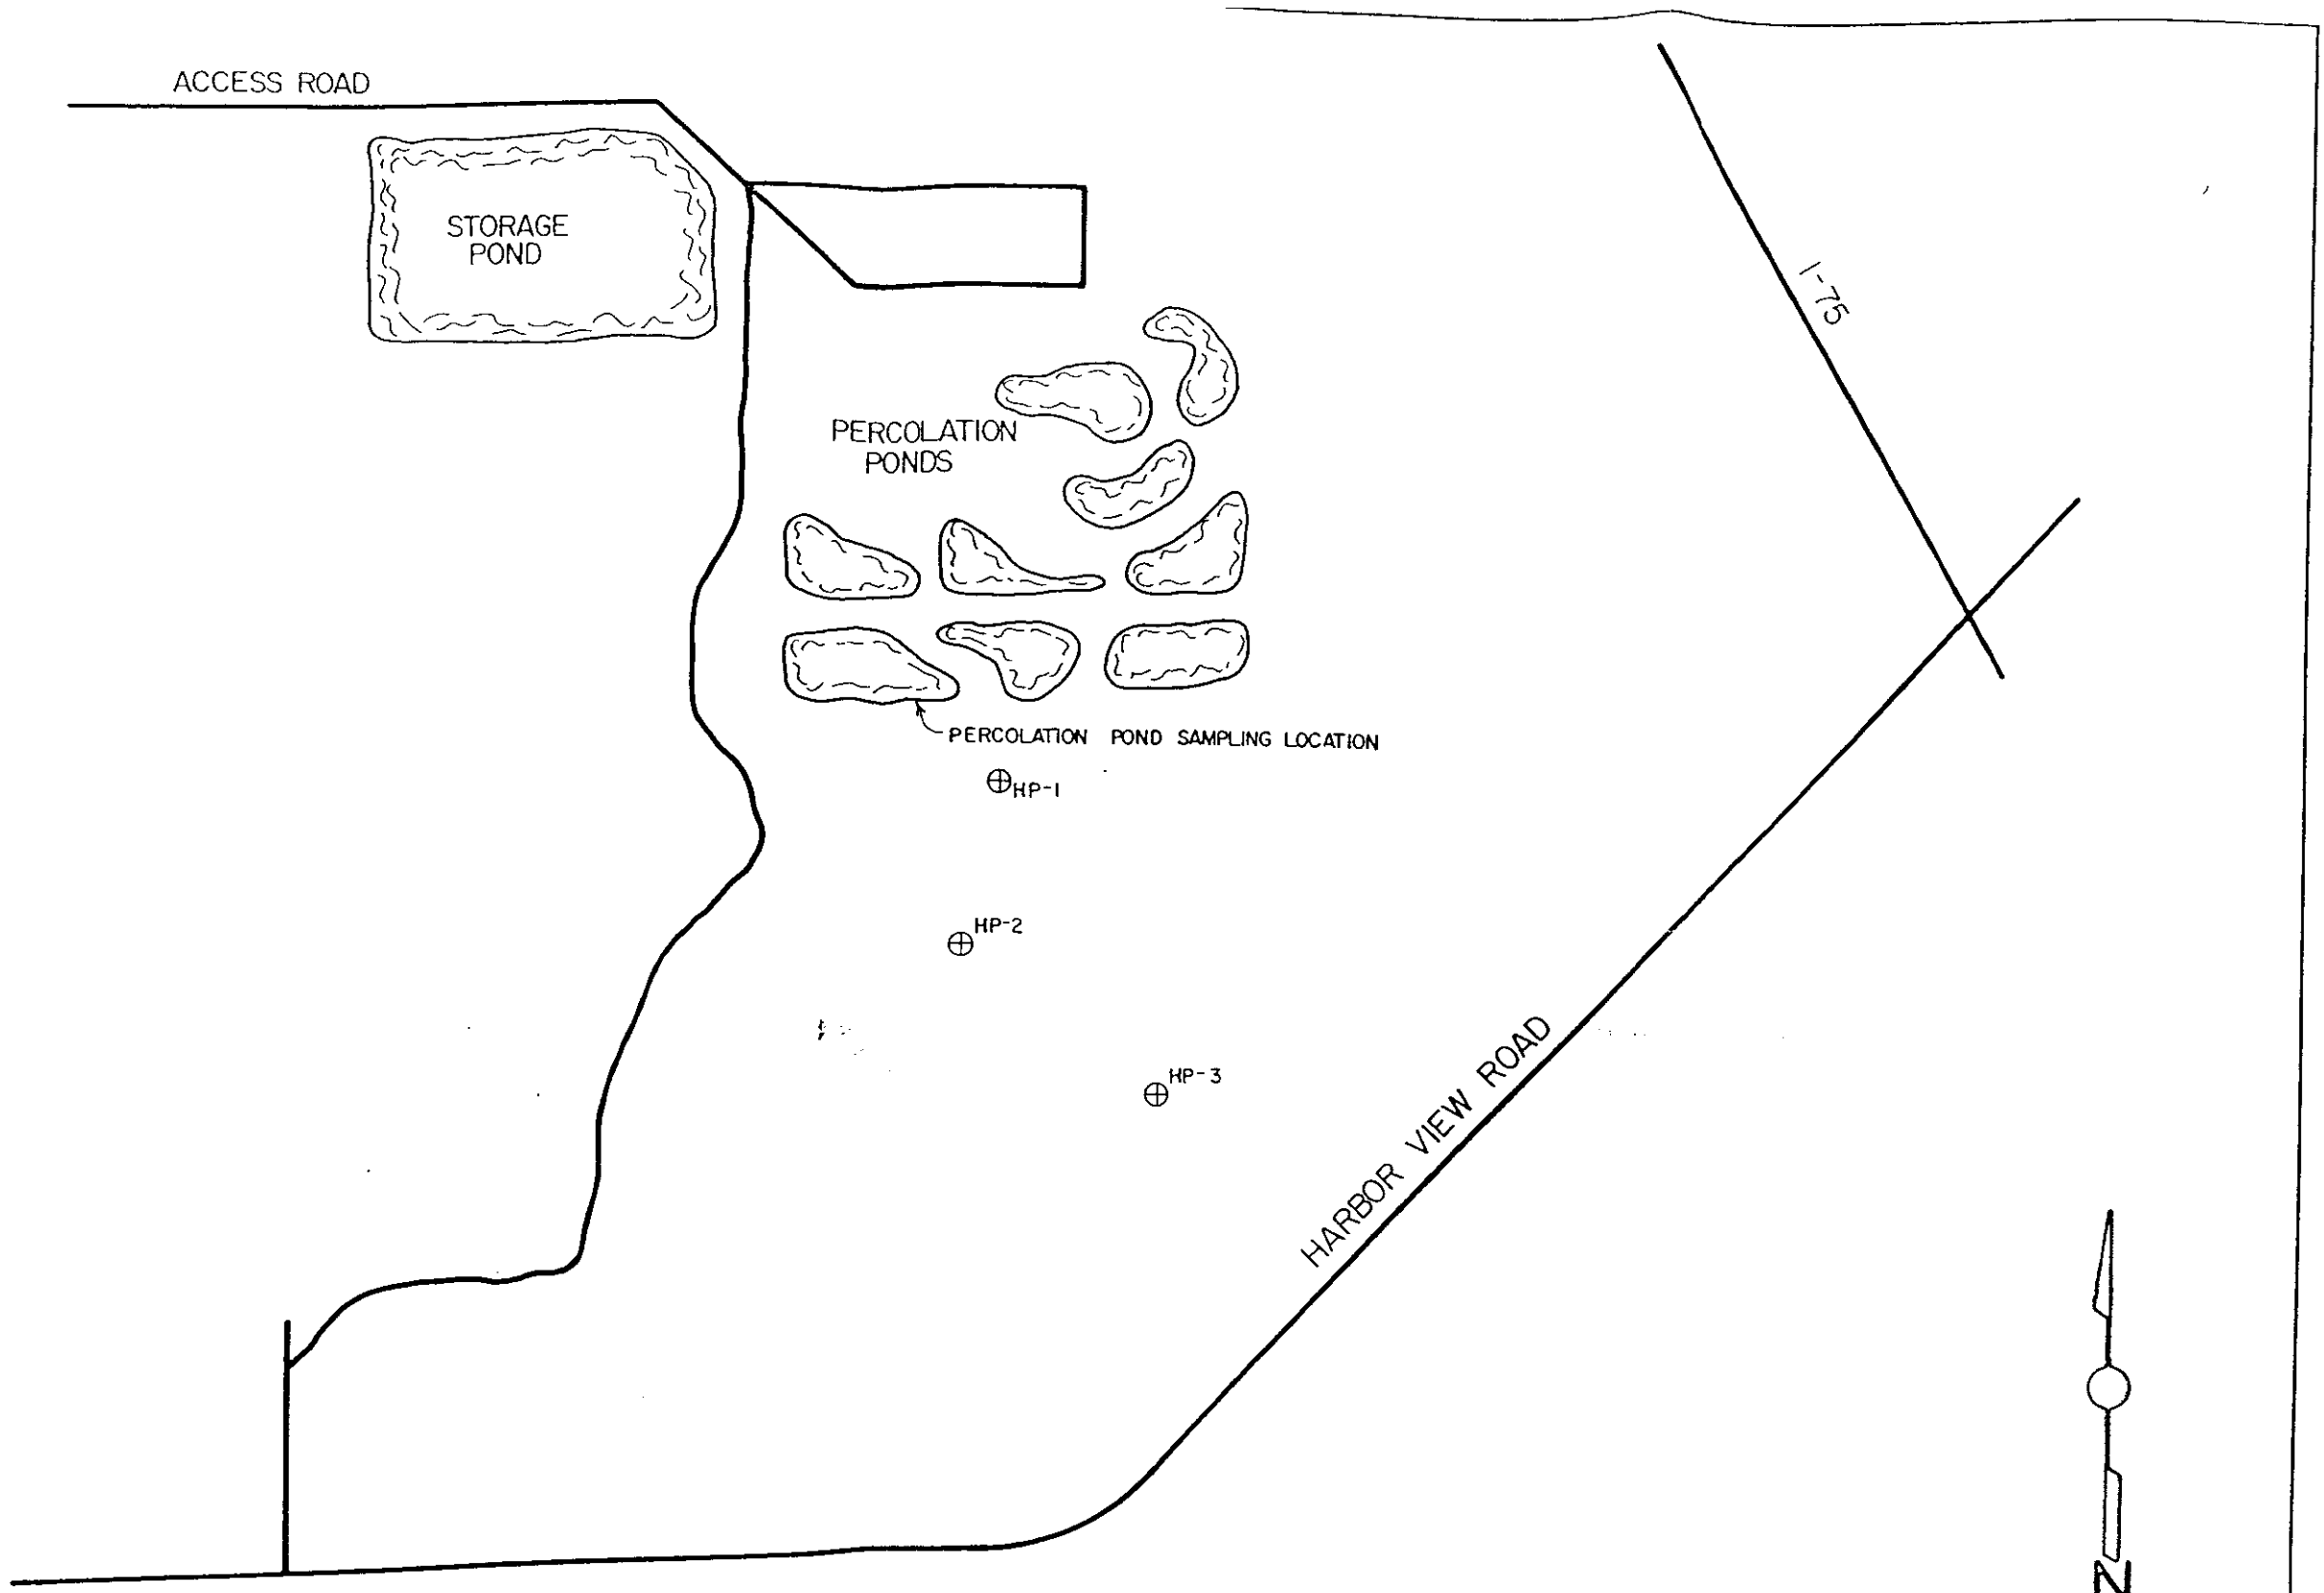 ACCESS ROAD
STORAGE
POND
I-75
PERCOLATION
PONDS
PERCOLATION POND SAMPLING LOCATION
HP-1
HP-2
HP-3
HARBOR VIEW ROAD
N